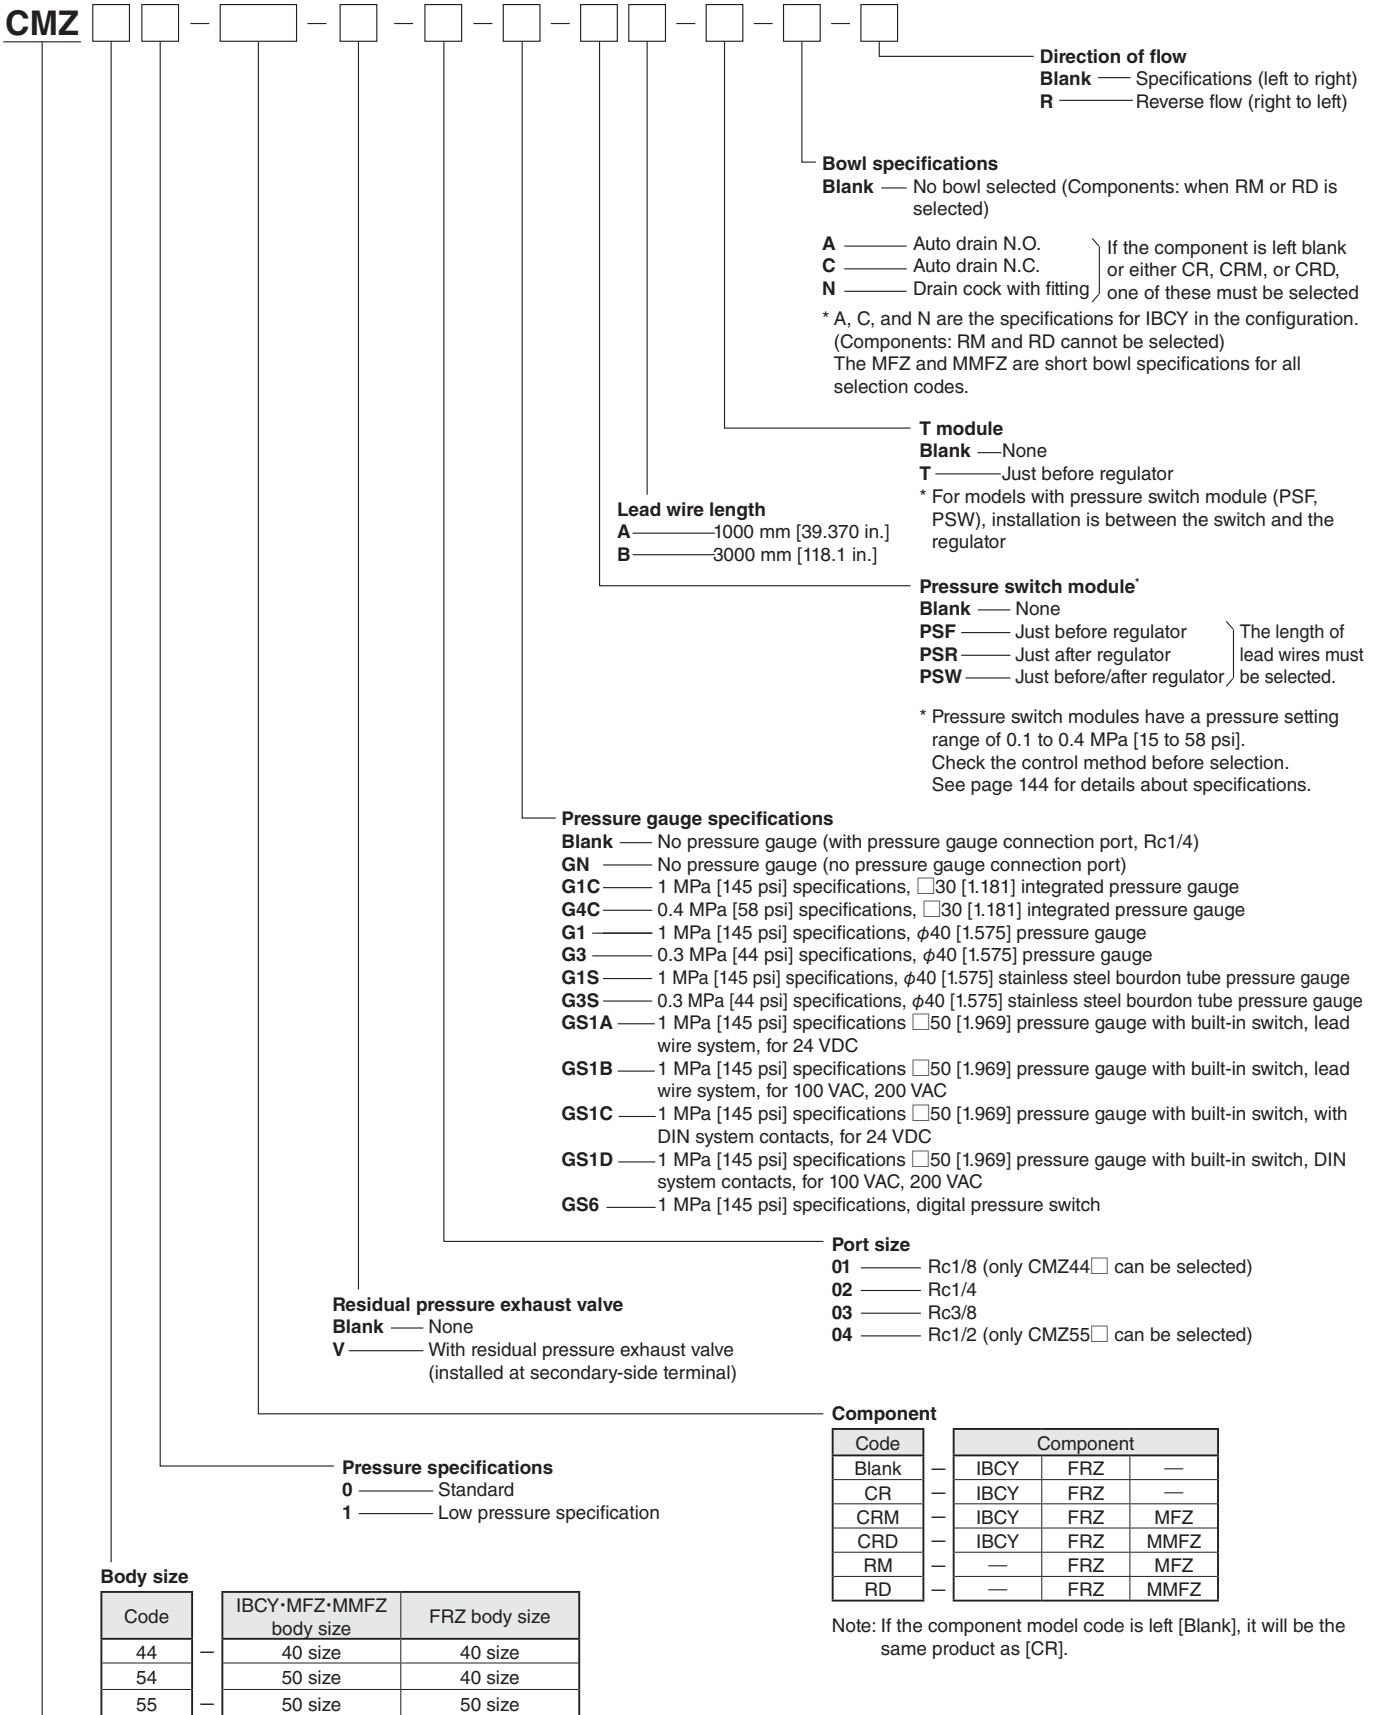 CMZ □ □ – □ – □ – □ – □ – □ □ – □ – □ – □
Direction of flow
Blank — Specifications (left to right)
R — Reverse flow (right to left)
Bowl specifications
Blank — No bowl selected (Components: when RM or RD is
selected)
A — Auto drain N.O.
C — Auto drain N.C.
N — Drain cock with fitting
If the component is left blank
or either CR, CRM, or CRD,
one of these must be selected
* A, C, and N are the specifications for IBCY in the configuration.
(Components: RM and RD cannot be selected)
The MFZ and MMFZ are short bowl specifications for all
selection codes.
T module
Blank — None
T — Just before regulator
* For models with pressure switch module (PSF,
PSW), installation is between the switch and the
regulator
Lead wire length
A — 1000 mm [39.370 in.]
B — 3000 mm [118.1 in.]
Pressure switch module*
Blank — None
PSF — Just before regulator
PSR — Just after regulator
PSW — Just before/after regulator
The length of
lead wires must
be selected.
* Pressure switch modules have a pressure setting
range of 0.1 to 0.4 MPa [15 to 58 psi].
Check the control method before selection.
See page 144 for details about specifications.
Pressure gauge specifications
Blank — No pressure gauge (with pressure gauge connection port, Rc1/4)
GN — No pressure gauge (no pressure gauge connection port)
G1C — 1 MPa [145 psi] specifications, □30 [1.181] integrated pressure gauge
G4C — 0.4 MPa [58 psi] specifications, □30 [1.181] integrated pressure gauge
G1 — 1 MPa [145 psi] specifications, φ40 [1.575] pressure gauge
G3 — 0.3 MPa [44 psi] specifications, φ40 [1.575] pressure gauge
G1S — 1 MPa [145 psi] specifications, φ40 [1.575] stainless steel bourdon tube pressure gauge
G3S — 0.3 MPa [44 psi] specifications, φ40 [1.575] stainless steel bourdon tube pressure gauge
GS1A — 1 MPa [145 psi] specifications □50 [1.969] pressure gauge with built-in switch, lead
wire system, for 24 VDC
GS1B — 1 MPa [145 psi] specifications □50 [1.969] pressure gauge with built-in switch, lead
wire system, for 100 VAC, 200 VAC
GS1C — 1 MPa [145 psi] specifications □50 [1.969] pressure gauge with built-in switch, with
DIN system contacts, for 24 VDC
GS1D — 1 MPa [145 psi] specifications □50 [1.969] pressure gauge with built-in switch, DIN
system contacts, for 100 VAC, 200 VAC
GS6 — 1 MPa [145 psi] specifications, digital pressure switch
Port size
01 — Rc1/8 (only CMZ44□ can be selected)
02 — Rc1/4
03 — Rc3/8
04 — Rc1/2 (only CMZ55□ can be selected)
Residual pressure exhaust valve
Blank — None
V — With residual pressure exhaust valve
(installed at secondary-side terminal)
Component
Code Component
Blank – IBCY FRZ —
CR – IBCY FRZ —
CRM – IBCY FRZ MFZ
CRD – IBCY FRZ MMFZ
RM – — FRZ MFZ
RD – — FRZ MMFZ
Note: If the component model code is left [Blank], it will be the
same product as [CR].
Pressure specifications
0 — Standard
1 — Low pressure specification
Body size
Code IBCY•MFZ•MMFZ body size FRZ body size
44 – 40 size 40 size
54 50 size 40 size
55 – 50 size 50 size